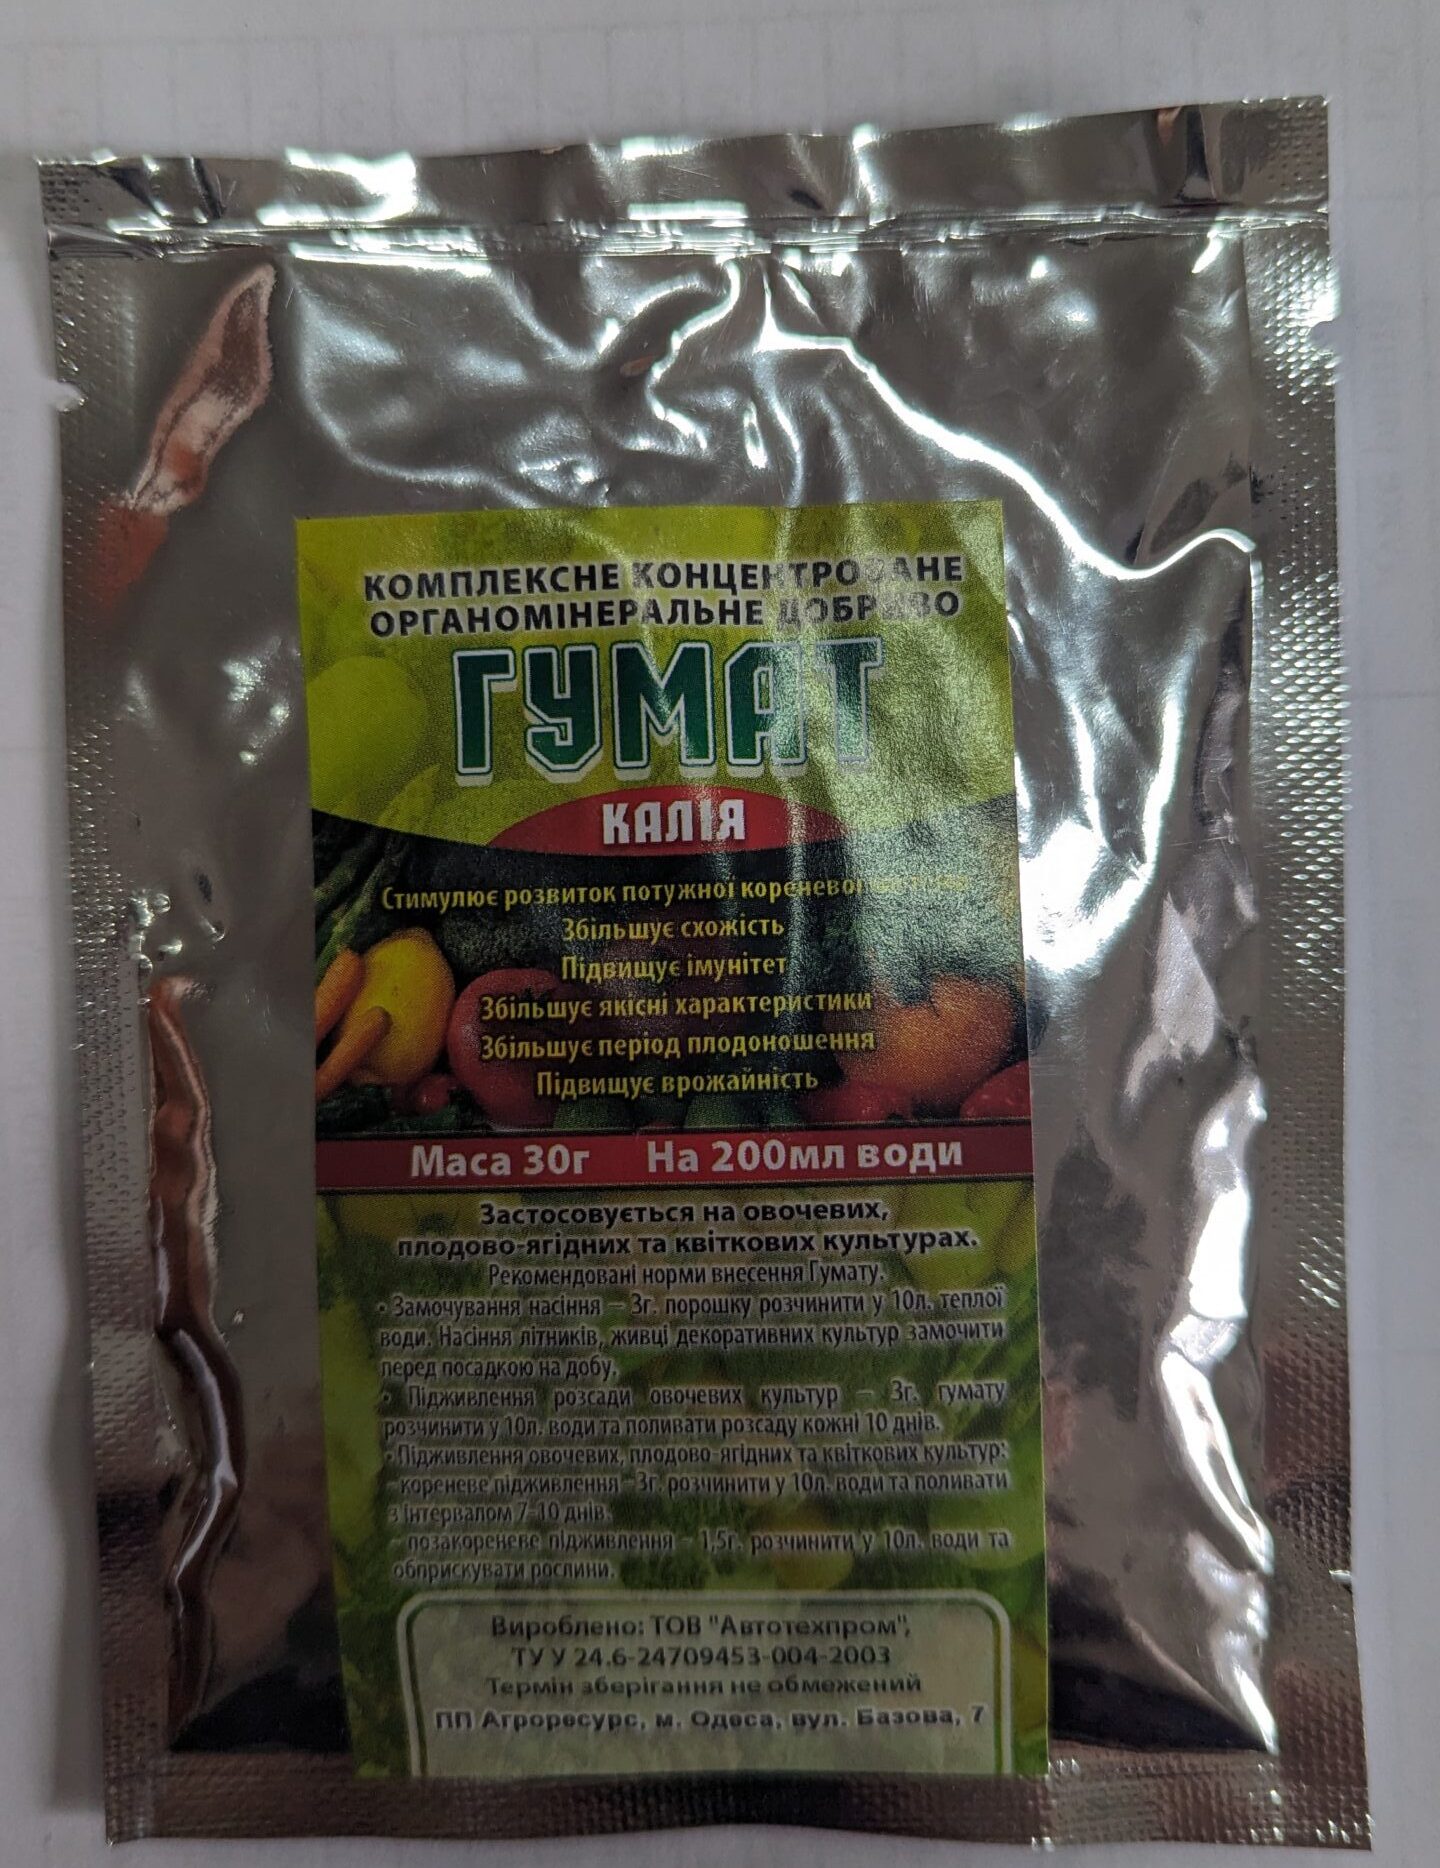 КОМПЛЕКСНЕ КОНЦЕНТРОВАНЕ
ОРГАНОМІНЕРАЛЬНЕ ДОБРИВО
ГУМАТ
КАЛІЯ
Стимулює розвиток потужної кореневої
Збільшує схожість
Підвищує імунітет
Збільшує якісні характеристики
Збільшує період плодоношення
Підвищує врожайність
Маса 30г На 200мл води
Застосовується на овочевих,
плодово-ягідних та квіткових культурах.
Рекомендовані норми внесення Гумату.
• Замочування насіння – 3г. порошку розчинити у 10л. теплої
води. Насіння літників, живці декоративних культур замочити
перед посадкою на добу.
• Підживлення розсади овочевих культур – 3г. гумату
розчинити у 10л. води та поливати розсаду кожні 10 днів.
• Підживлення овочевих, плодово-ягідних та квіткових культур:
- кореневе підживлення – 3г. розчинити у 10л. води та поливати
з інтервалом 7-10 днів.
- позакореневе підживлення – 1,5г. розчинити у 10л. води та
обприскувати рослини.
Вироблено: ТОВ "Автотехпром",
ТУ У 24.6-24709453-004-2003
Термін зберігання не обмежений
ПП Агроресурс, м. Одеса, вул. Базова, 7